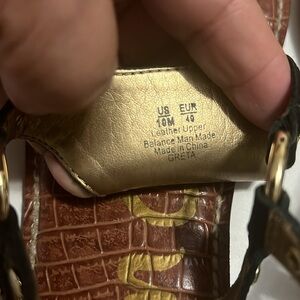 US EUR
10M 40
Leather Upper
Balance Man Made
Made in China
GRETA